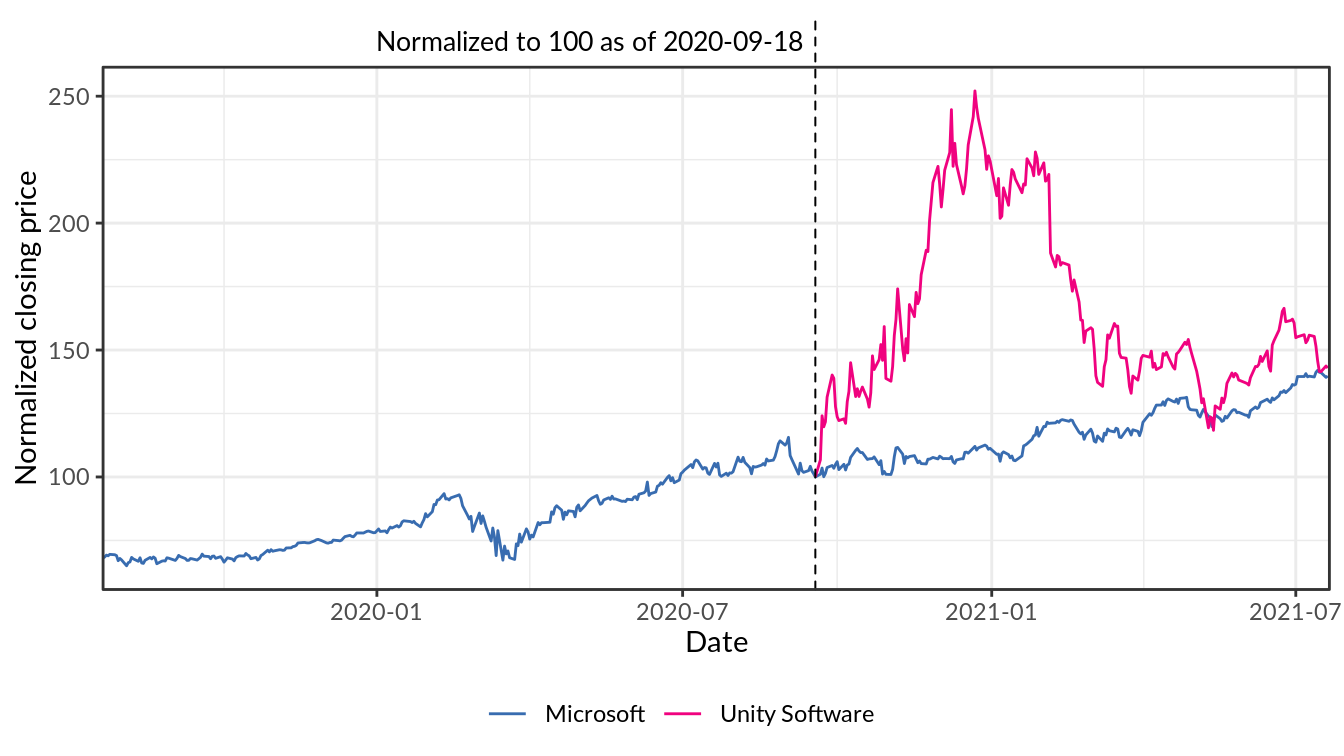 Normalized to 100 as of 2020-09-18
250
200
150
100
Normalized closing price
2020-01
2020-07
2021-01
2021-07
Date
Microsoft
Unity Software